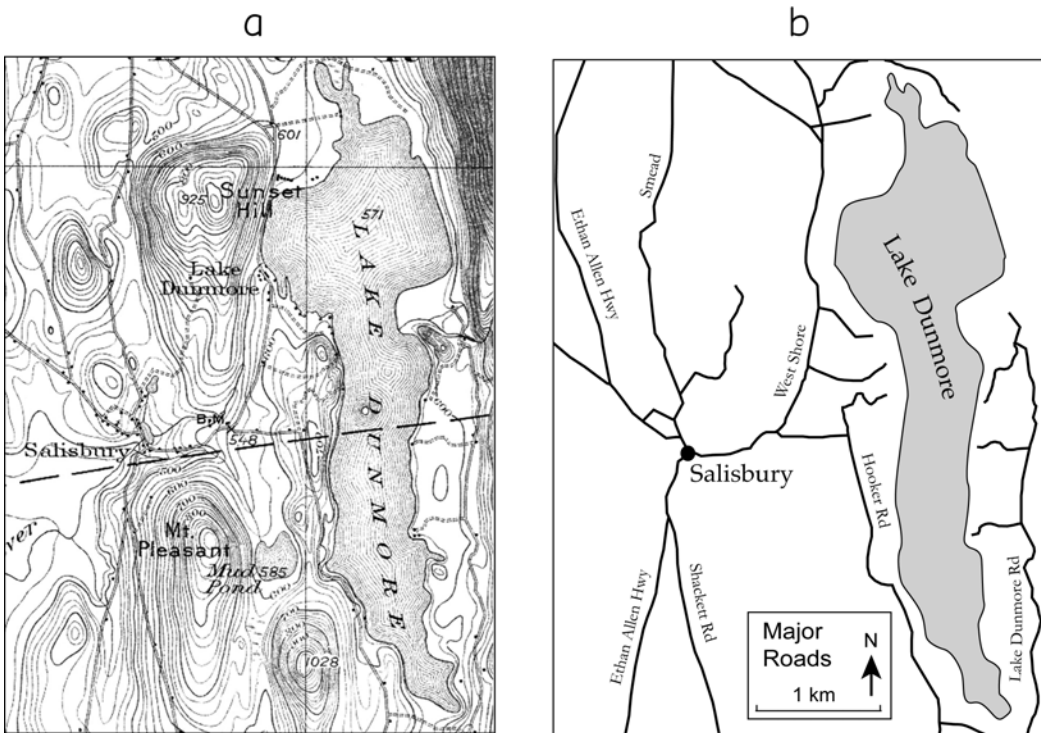 a
b
601
Sunset
Hill
925
571
LAKE DUNMORE
Lake
Dunmore
B.M.
548
Salisbury
Mt.
Pleasant
Mud
Pond
585
1028
600
500
Ethan Allen Hwy
Smead
West Shore
Lake Dunmore
Salisbury
Hooker Rd
Ethan Allen Hwy
Shackett Rd
Lake Dunmore Rd
Major
Roads
N
1 km